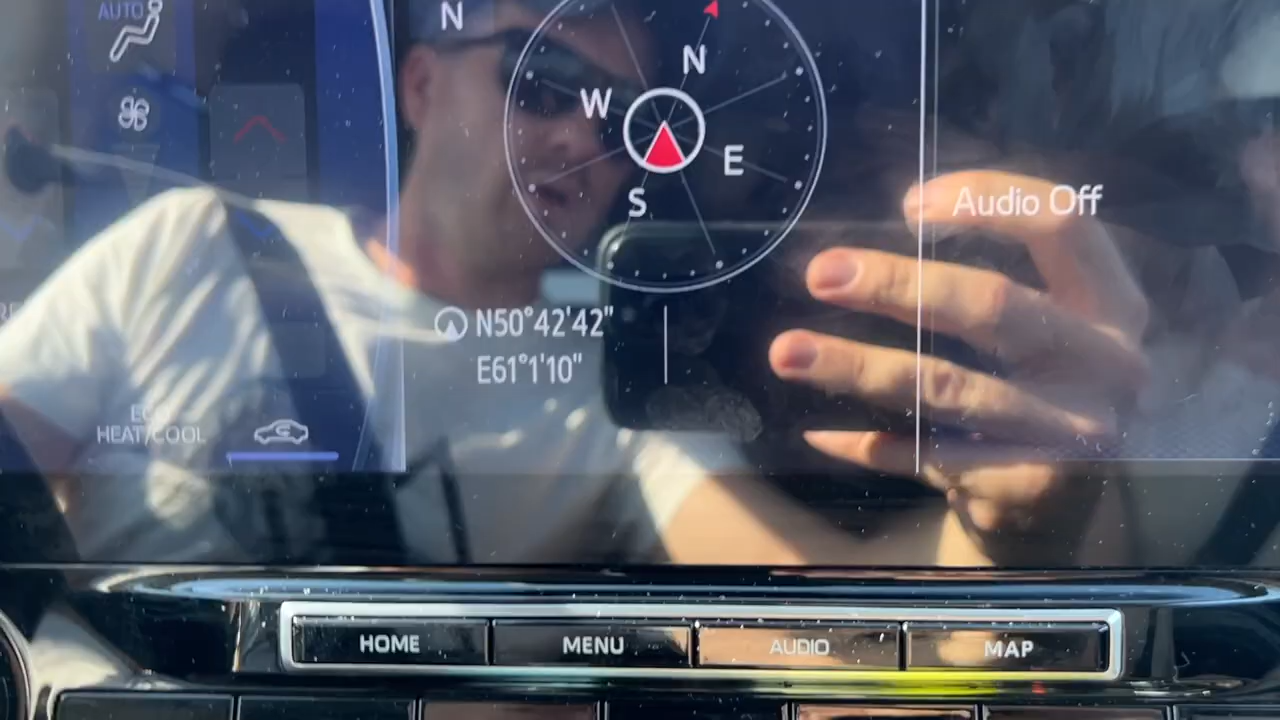 AUTO
N
N
W
E
S
Audio Off
N50°42'42"
E61°1'10"
HEAT/COOL
HOME
MENU
AUDIO
MAP